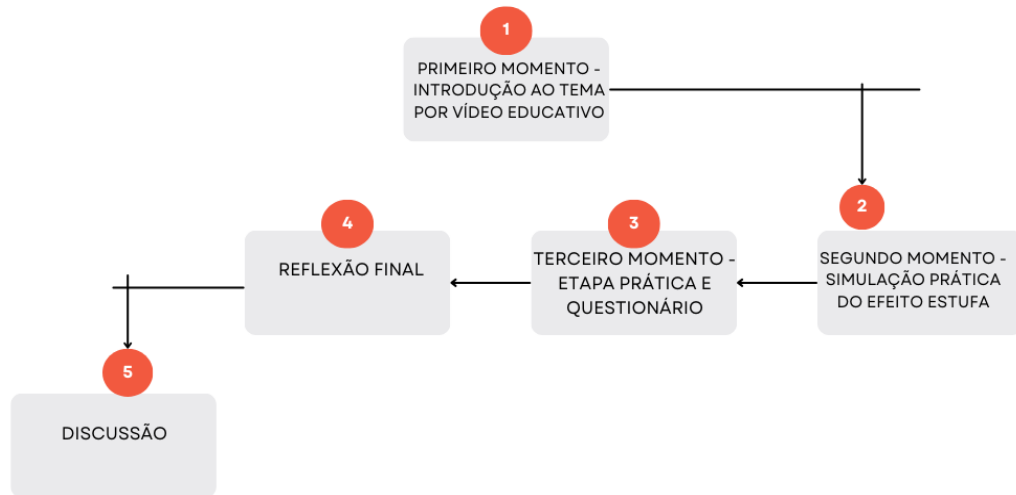 1
PRIMEIRO MOMENTO -
INTRODUÇÃO AO TEMA
POR VÍDEO EDUCATIVO
2
SEGUNDO MOMENTO -
SIMULAÇÃO PRÁTICA
DO EFEITO ESTUFA
3
TERCEIRO MOMENTO -
ETAPA PRÁTICA E
QUESTIONÁRIO
4
REFLEXÃO FINAL
5
DISCUSSÃO